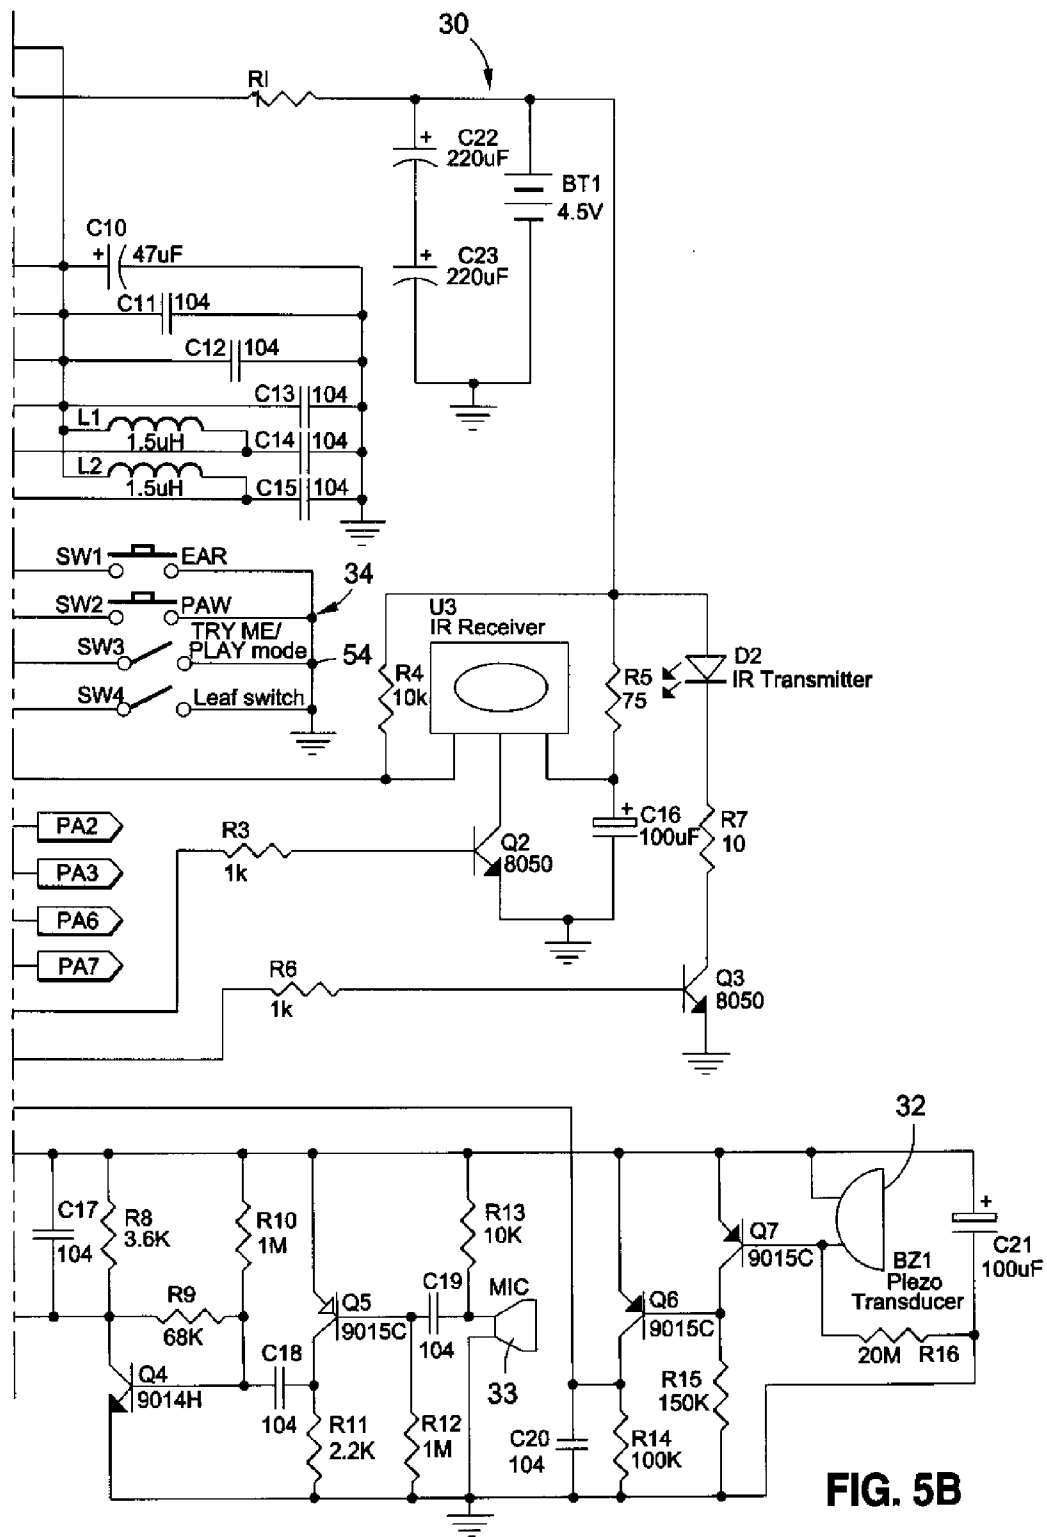 30
RI
+ C22
220uF
BT1
4.5V
C10
+ 47uF
+ C23
220uF
C11 104
C12 104
C13 104
L1
1.5uH
C14 104
L2
1.5uH
C15 104
SW1 EAR
34
SW2 PAW
U3
IR Receiver
SW3 TRY ME/
PLAY mode
54
R4
10k
R5
75
D2
IR Transmitter
SW4 Leaf switch
PA2
PA3
PA6
PA7
R3
1k
Q2
8050
+ C16
100uF
R7
10
R6
1k
Q3
8050
32
C17
104
R8
3.6K
R10
1M
R13
10K
Q7
9015C
+
C21
100uF
BZ1
Piezo
Transducer
R9
68K
Q5
9015C
C19
104
MIC
Q6
9015C
20M R16
Q4
9014H
C18
104
33
R11
2.2K
R12
1M
C20
104
R14
100K
R15
150K
FIG. 5B